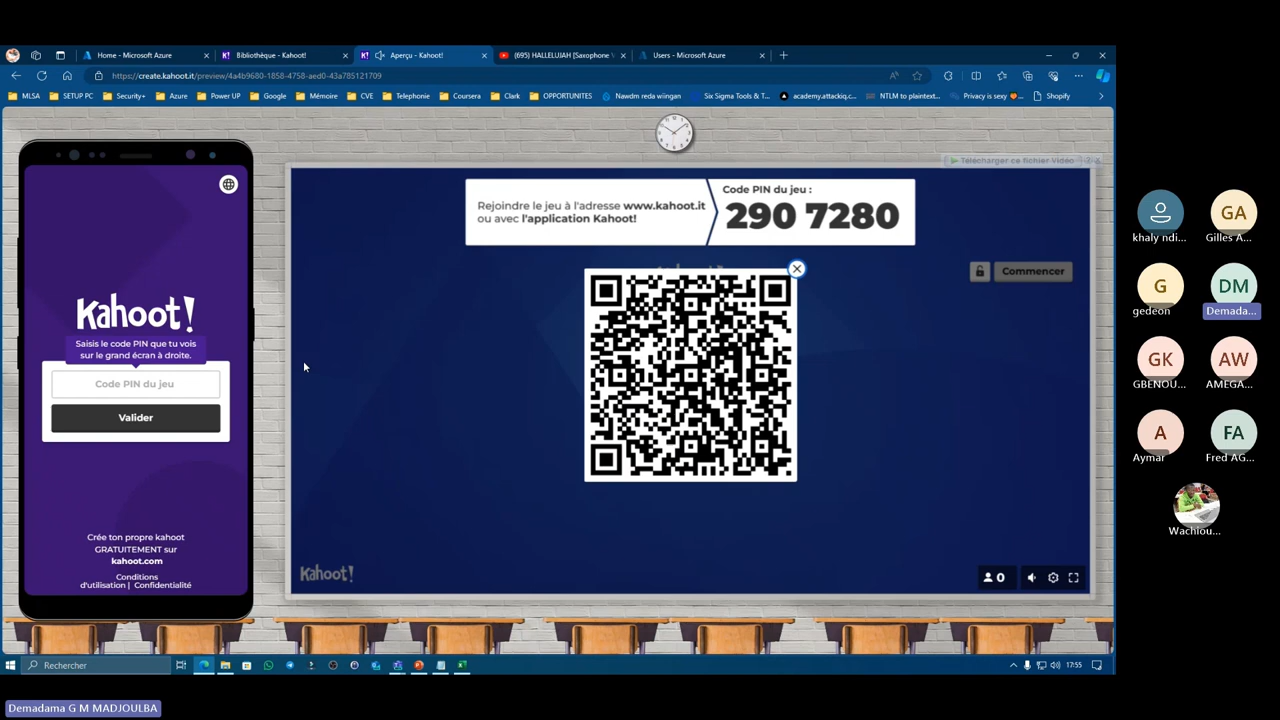 Home - Microsoft Azure
Bibliothèque - Kahoot!
Aperçu - Kahoot!
(695) HALLELUJAH [Saxophone
Users - Microsoft Azure
https://create.kahoot.it/preview/4a4b9680-1858-4758-aed0-43a785121709
MLSA
SETUP PC
Security+
Azure
Power UP
Google
Mémoire
CVE
Telephonie
Coursera
Clark
OPPORTUNITES
Nawdm reda wiingan
Six Sigma Tools & T...
academy.attackiq.c...
NTLM to plaintext...
Privacy is sexy 🧡...
Shopify
Télécharger ce fichier Vidéo
Rejoindre le jeu à l'adresse www.kahoot.it
ou avec l'application Kahoot!
Code PIN du jeu :
290 7280
Commencer
Kahoot!
Saisis le code PIN que tu vois
sur le grand écran à droite.
Code PIN du jeu
Valider
Crée ton propre kahoot
GRATUITEMENT sur
kahoot.com
Conditions
d'utilisation | Confidentialité
Kahoot!
0
Rechercher
17:55
khaly ndi...
GA
Gilles A...
G
gedeon
DM
Demada...
GK
GBENOU...
AW
AMEGA...
A
Aymar
FA
Fred AG...
Wachiou...
Demadama G M MADJOULBA